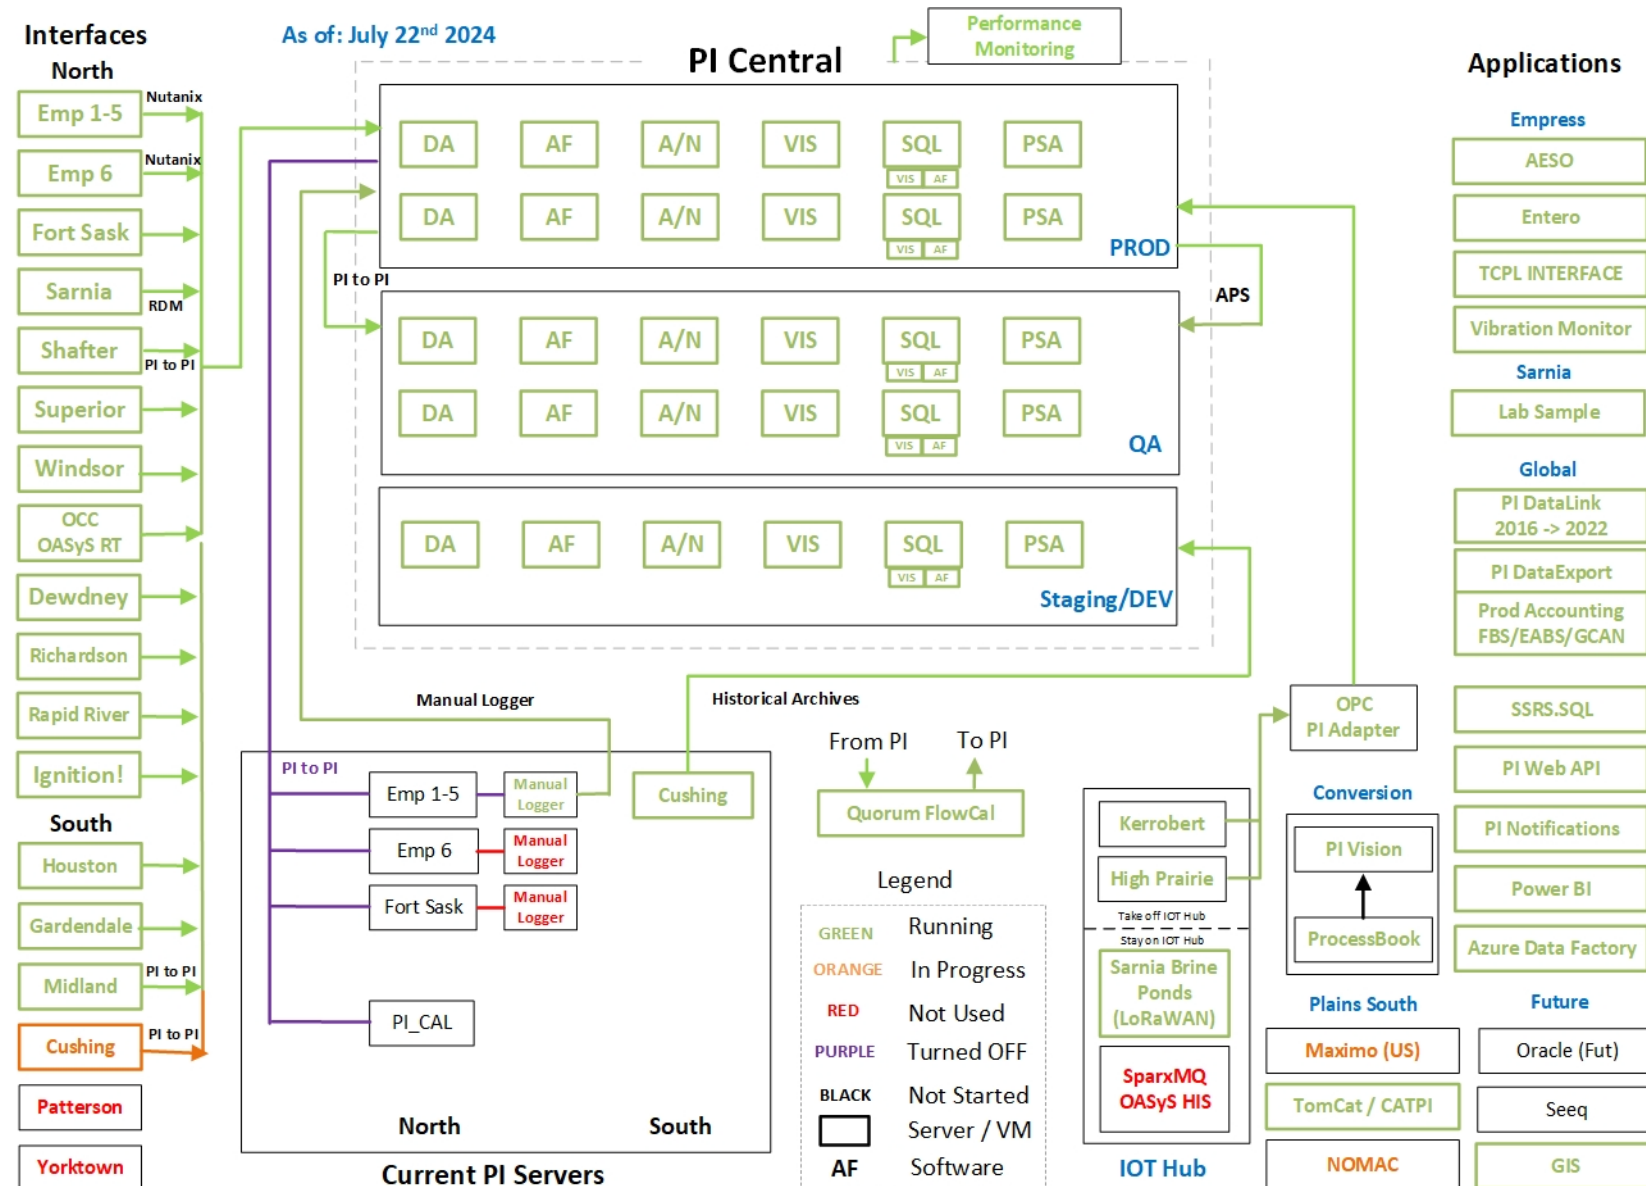 Interfaces
North
As of: July 22nd 2024
PI Central
Performance
Monitoring
Applications
Emp 1-5
Nutanix
Emp 6
Nutanix
Fort Sask
Sarnia
RDM
Shafter
PI to PI
Superior
Windsor
OCC
OASyS RT
Dewdney
Richardson
Rapid River
Ignition!
South
Houston
Gardendale
Midland
PI to PI
Cushing
PI to PI
Patterson
Yorktown
DA AF A/N VIS SQL PSA
VIS AF
DA AF A/N VIS SQL PSA
VIS AF
PROD
PI to PI
APS
DA AF A/N VIS SQL PSA
VIS AF
DA AF A/N VIS SQL PSA
VIS AF
QA
DA AF A/N VIS SQL PSA
VIS AF
Staging/DEV
Manual Logger
Historical Archives
PI to PI
Emp 1-5
Manual
Logger
Cushing
Emp 6
Manual
Logger
Fort Sask
Manual
Logger
PI_CAL
North
South
Current PI Servers
From PI
To PI
Quorum FlowCal
Legend
GREEN Running
ORANGE In Progress
RED Not Used
PURPLE Turned OFF
BLACK Not Started
Server / VM
AF Software
OPC
PI Adapter
Kerrobert
High Prairie
Take off IOT Hub
Stay on IOT Hub
Sarnia Brine
Ponds
(LoRaWAN)
SparxMQ
OASyS HIS
IOT Hub
Conversion
PI Vision
ProcessBook
Plains South
Maximo (US)
TomCat / CATPI
NOMAC
Empress
AESO
Entero
TCPL INTERFACE
Vibration Monitor
Sarnia
Lab Sample
Global
PI DataLink
2016 -> 2022
PI DataExport
Prod Accounting
FBS/EABS/GCAN
SSRS.SQL
PI Web API
PI Notifications
Power BI
Azure Data Factory
Future
Oracle (Fut)
Seeq
GIS